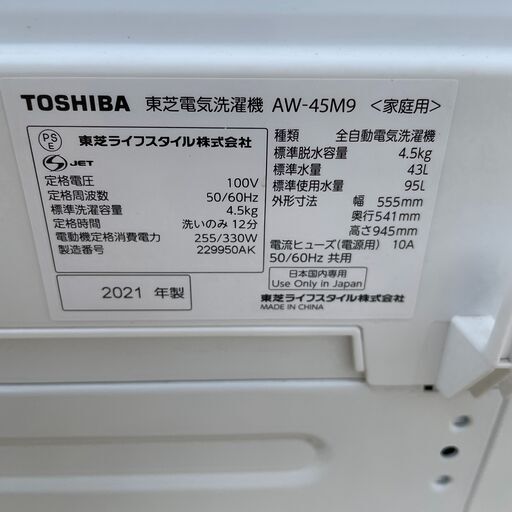 TOSHIBA 東芝電気洗濯機 AW-45M9 <家庭用>
PS
E
東芝ライフスタイル株式会社
S JET
定格電圧 100V
定格周波数 50/60Hz
標準洗濯容量 4.5kg
定格時間 洗いのみ 12分
電動機定格消費電力 255/330W
製造番号 229950AK
2021 年製
種類 全自動電気洗濯機
標準脱水容量 4.5kg
標準水量 43L
標準使用水量 95L
外形寸法 幅 555mm
奥行541mm
高さ945mm
電流ヒューズ(電源用) 10A
50/60Hz 共用
日本国内専用
Use Only in Japan
東芝ライフスタイル株式会社
MADE IN CHINA